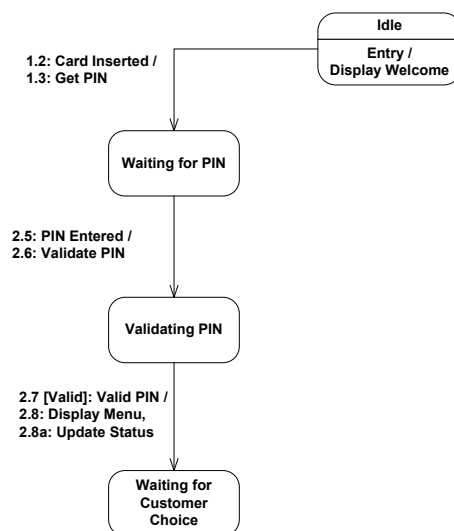 Idle
Entry /
Display Welcome
1.2: Card Inserted /
1.3: Get PIN
Waiting for PIN
2.5: PIN Entered /
2.6: Validate PIN
Validating PIN
2.7 [Valid]: Valid PIN /
2.8: Display Menu,
2.8a: Update Status
Waiting for
Customer
Choice